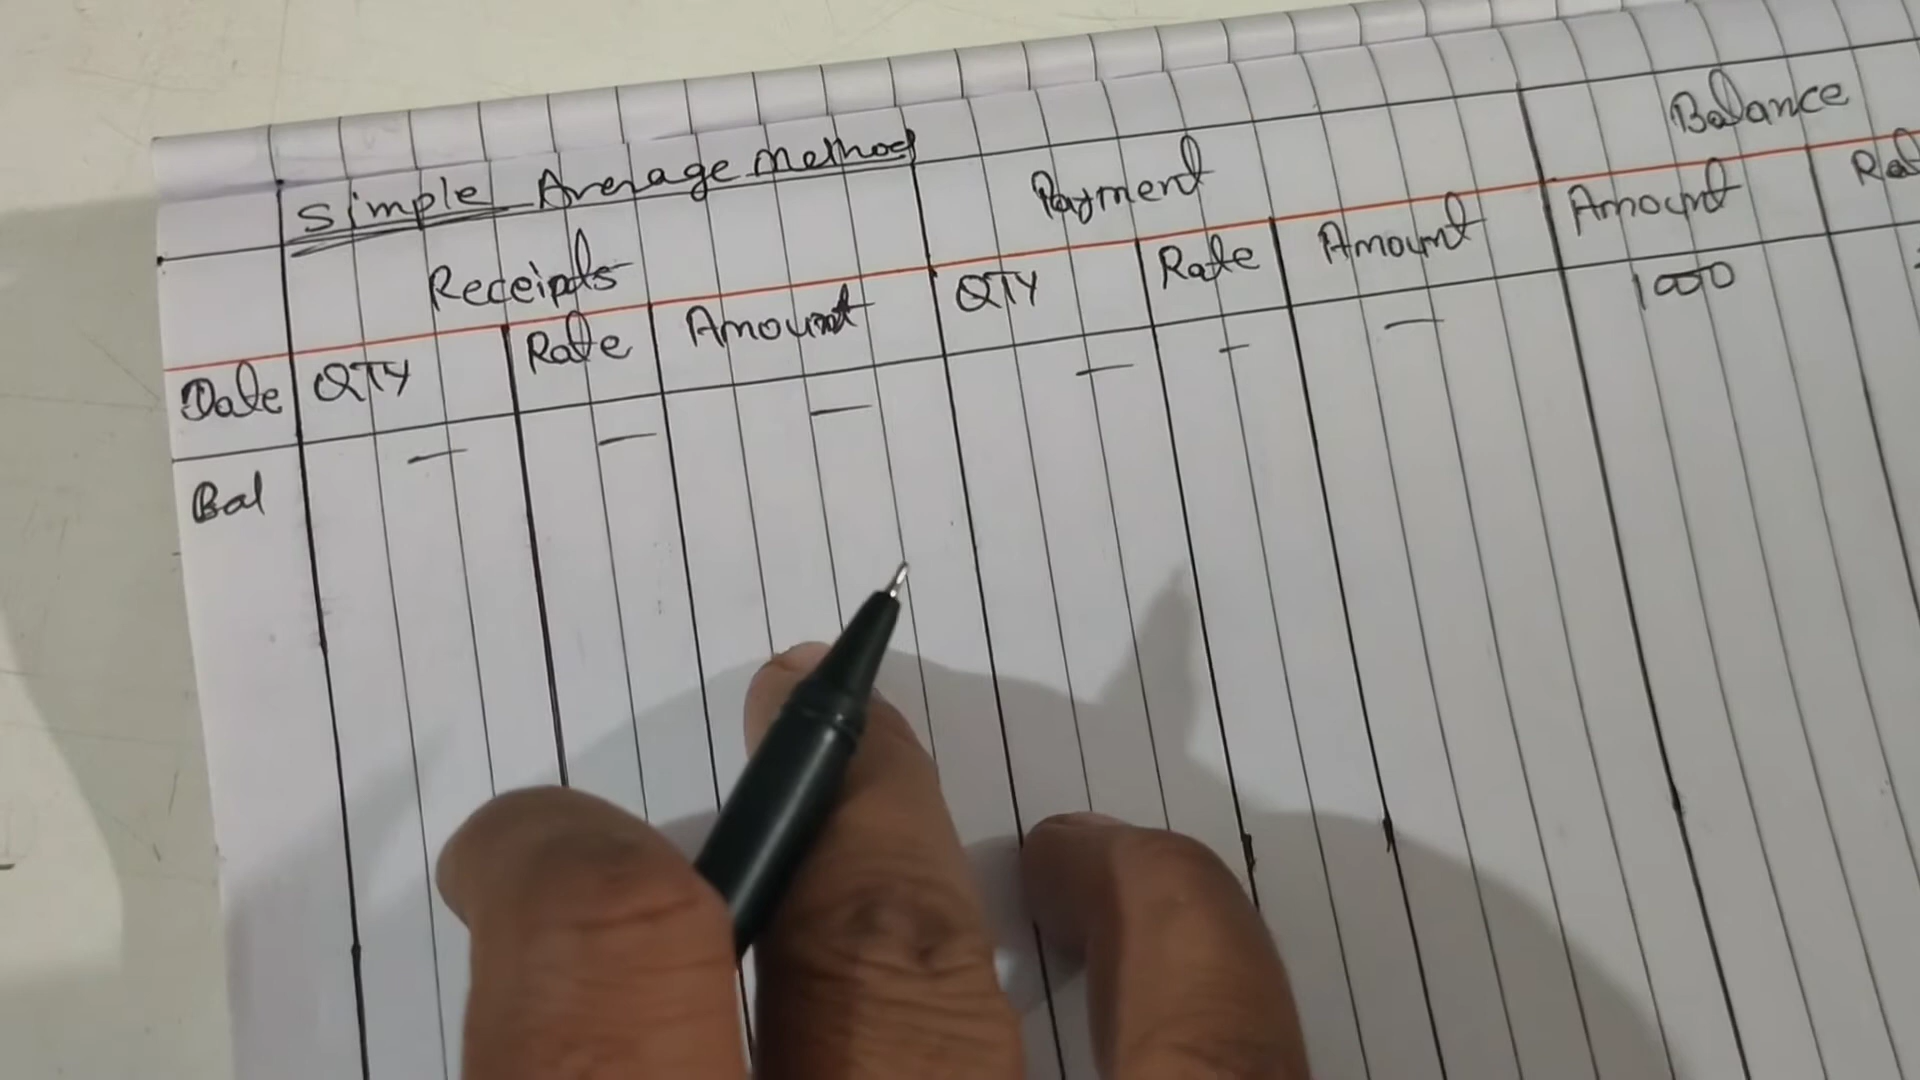 Simple Average Method
Receipts Payment Balance
Date QTY Rate Amount QTY Rate Amount Amount
Bal — — — — — — 1000